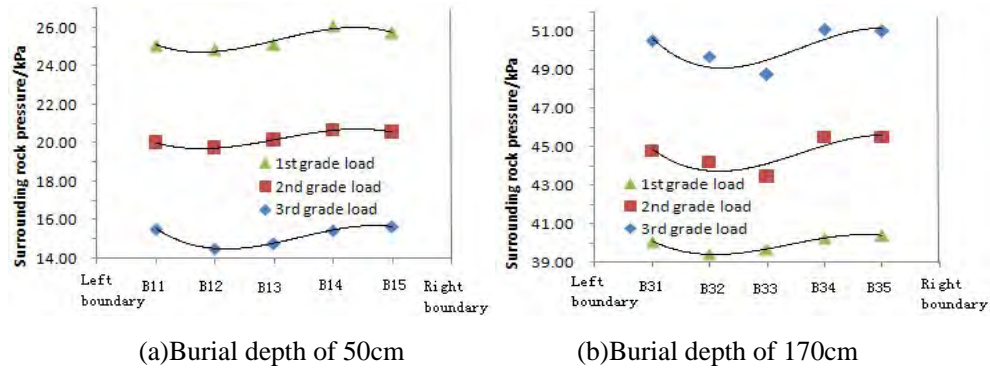 Surrounding rock pressure/kPa
26.00
24.00
22.00
20.00
18.00
16.00
14.00
1st grade load
2nd grade load
3rd grade load
Left boundary
B11 B12 B13 B14 B15
Right boundary
(a)Burial depth of 50cm
Surrounding rock pressure/kPa
51.00
49.00
47.00
45.00
43.00
41.00
39.00
1st grade load
2nd grade load
3rd grade load
Left boundary
B31 B32 B33 B34 B35
Right boundary
(b)Burial depth of 170cm